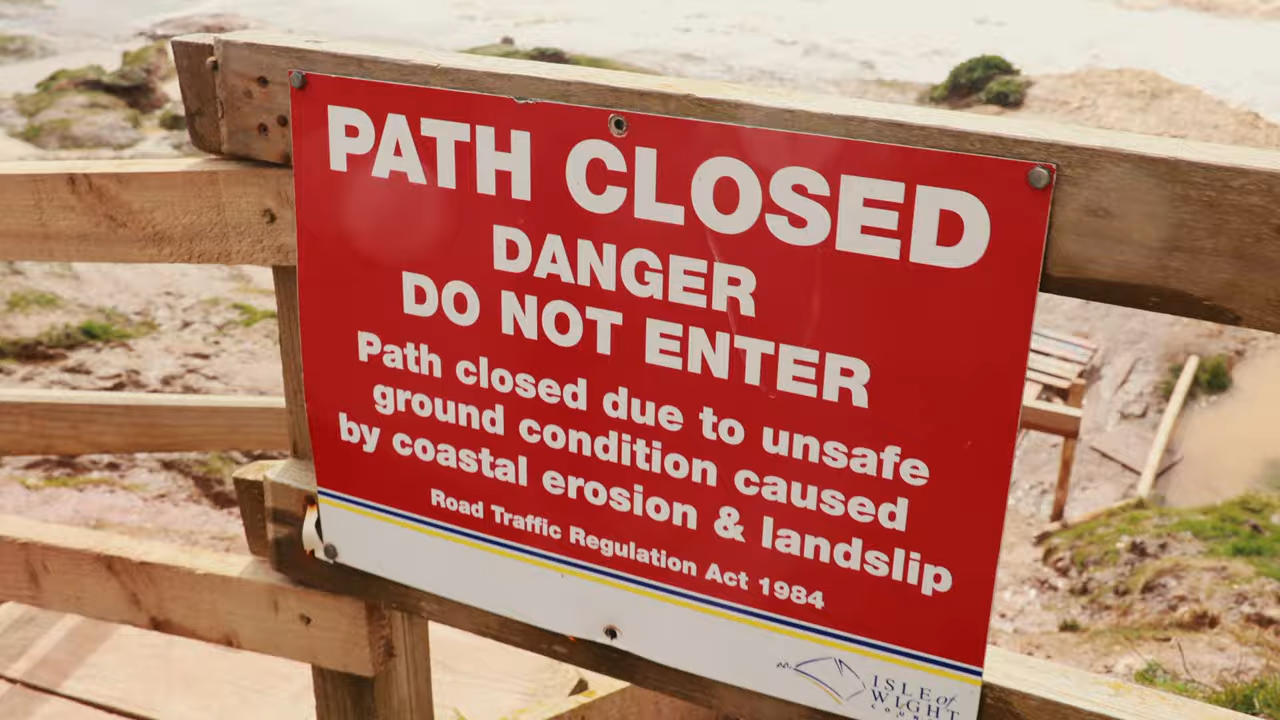 PATH CLOSED
DANGER
DO NOT ENTER
Path closed due to unsafe
ground condition caused
by coastal erosion & landslip
Road Traffic Regulation Act 1984
ISLE of
WIGHT